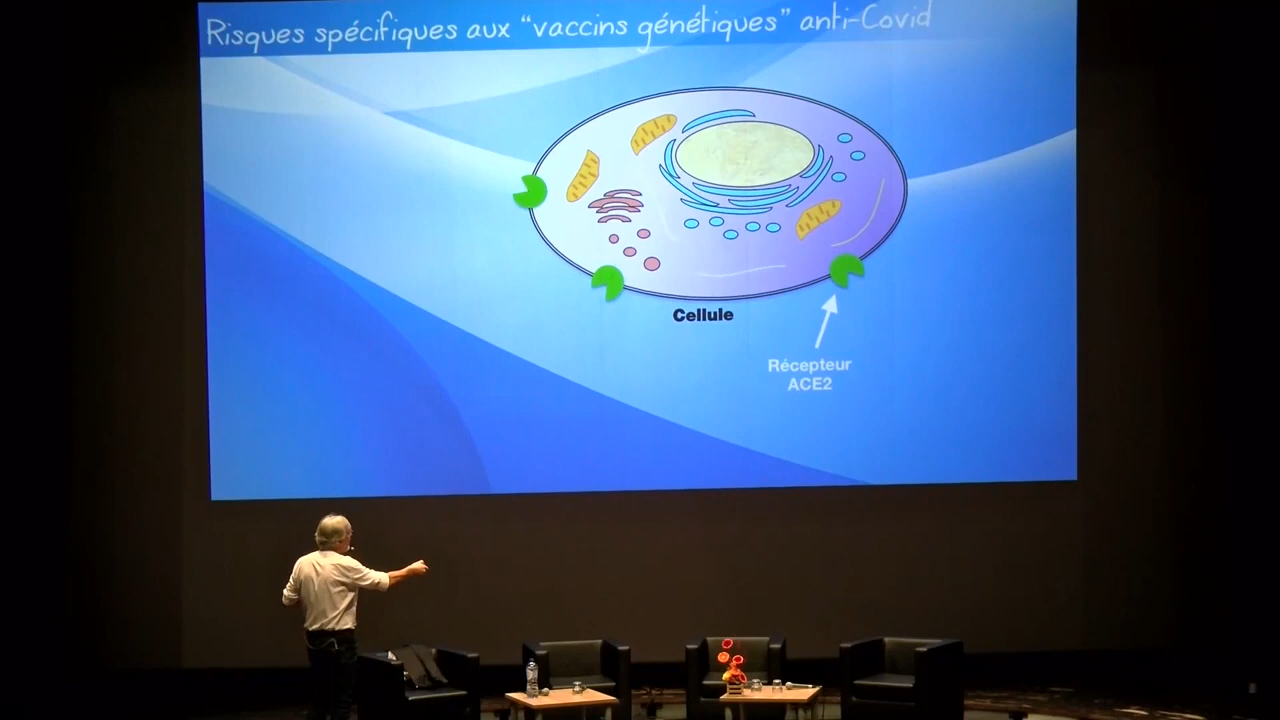 Risques spécifiques aux “vaccins génétiques” anti-Covid
Cellule
Récepteur
ACE2